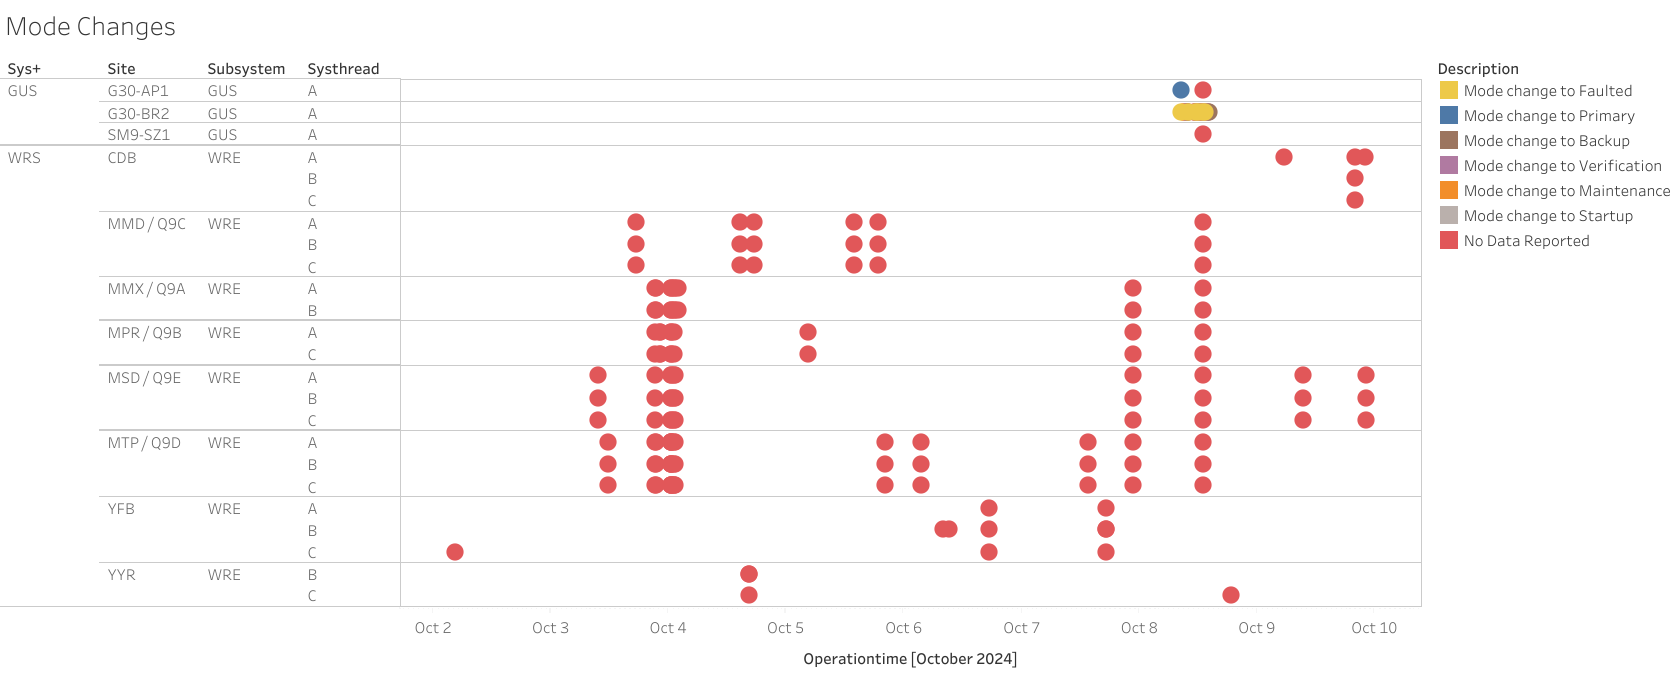 Mode Changes
Sys+ Site Subsystem Systhread Description
GUS G30-AP1 GUS A Mode change to Faulted
G30-BR2 GUS A Mode change to Primary
SM9-SZ1 GUS A Mode change to Backup
WRS CDB WRE A Mode change to Verification
B Mode change to Maintenance
C Mode change to Startup
MMD / Q9C WRE A No Data Reported
B
C
MMX / Q9A WRE A
B
MPR / Q9B WRE A
C
MSD / Q9E WRE A
B
C
MTP / Q9D WRE A
B
C
YFB WRE A
B
C
YYR WRE B
C
Oct 2 Oct 3 Oct 4 Oct 5 Oct 6 Oct 7 Oct 8 Oct 9 Oct 10
Operationtime [October 2024]